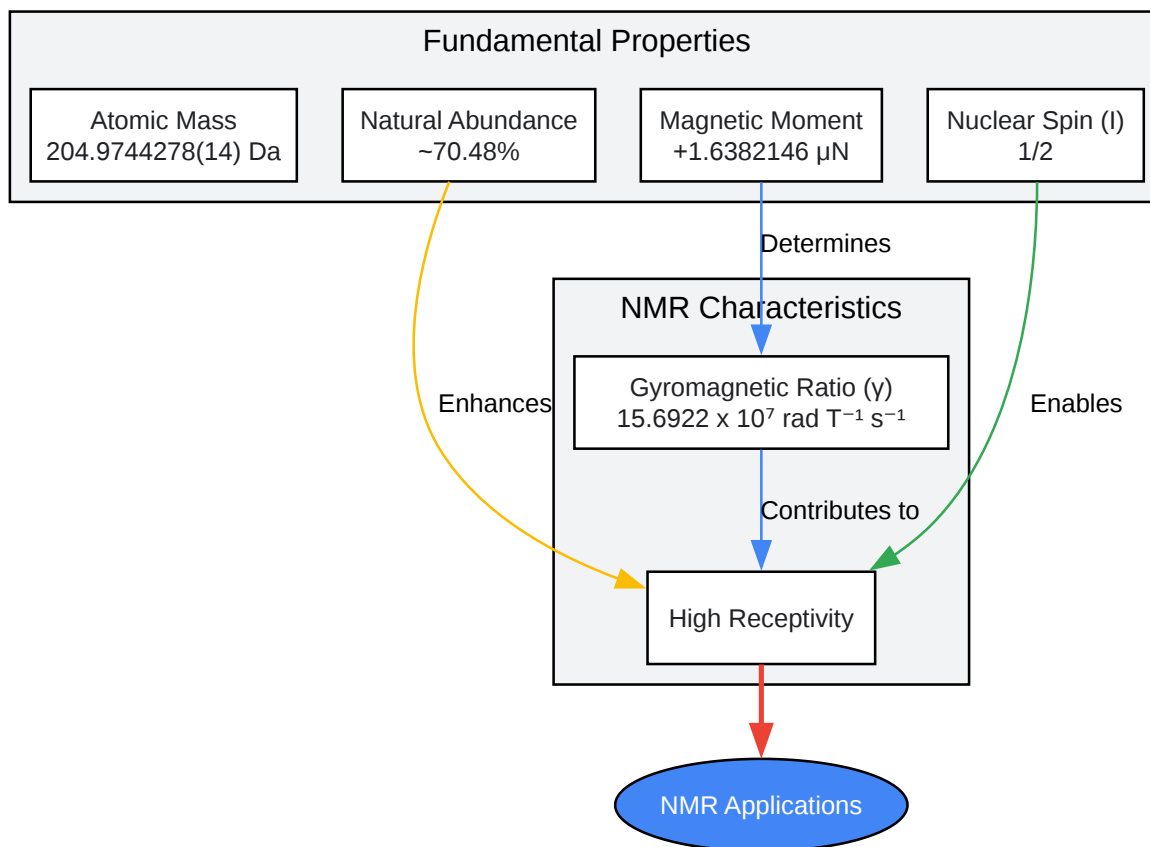 Fundamental Properties
Atomic Mass
204.9744278(14) Da
Natural Abundance
~70.48%
Magnetic Moment
+1.6382146 μN
Nuclear Spin (I)
1/2
Determines
NMR Characteristics
Gyromagnetic Ratio (γ)
15.6922 x 10⁷ rad T⁻¹ s⁻¹
Enhances
Enables
Contributes to
High Receptivity
NMR Applications